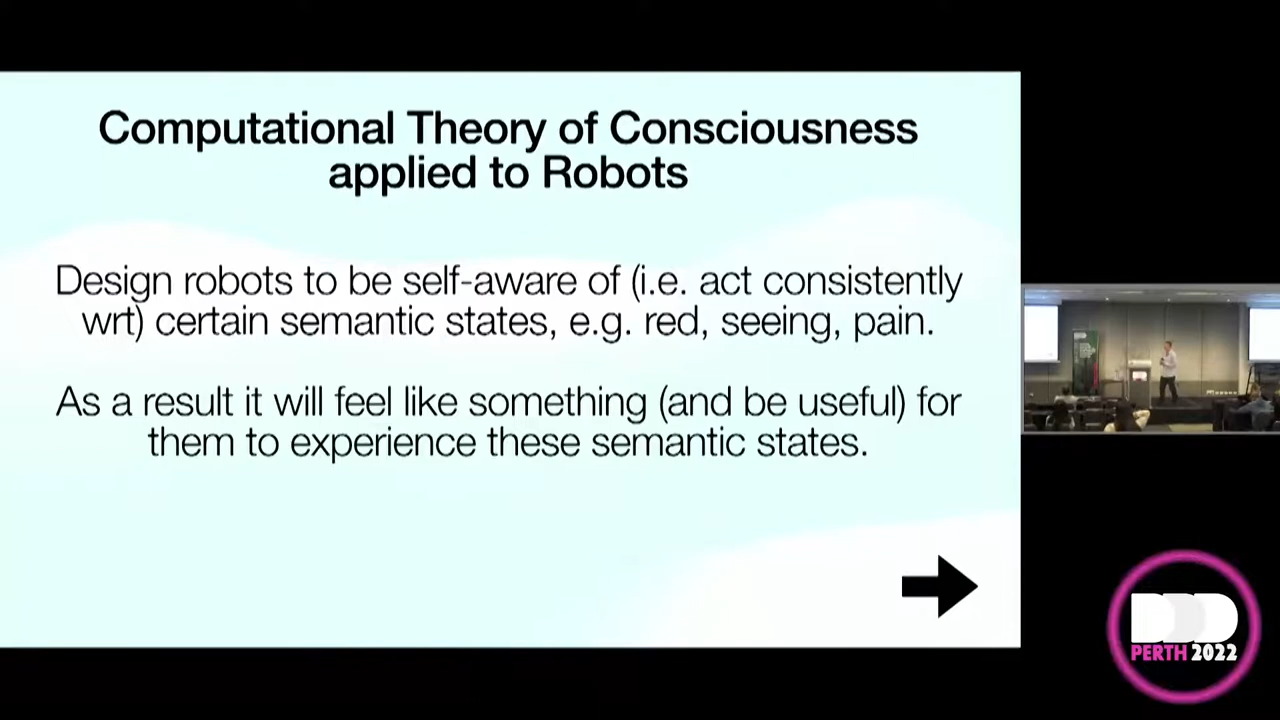 Computational Theory of Consciousness
applied to Robots
Design robots to be self-aware of (i.e. act consistently
wrt) certain semantic states, e.g. red, seeing, pain.
As a result it will feel like something (and be useful) for
them to experience these semantic states.
DDD
PERTH 2022